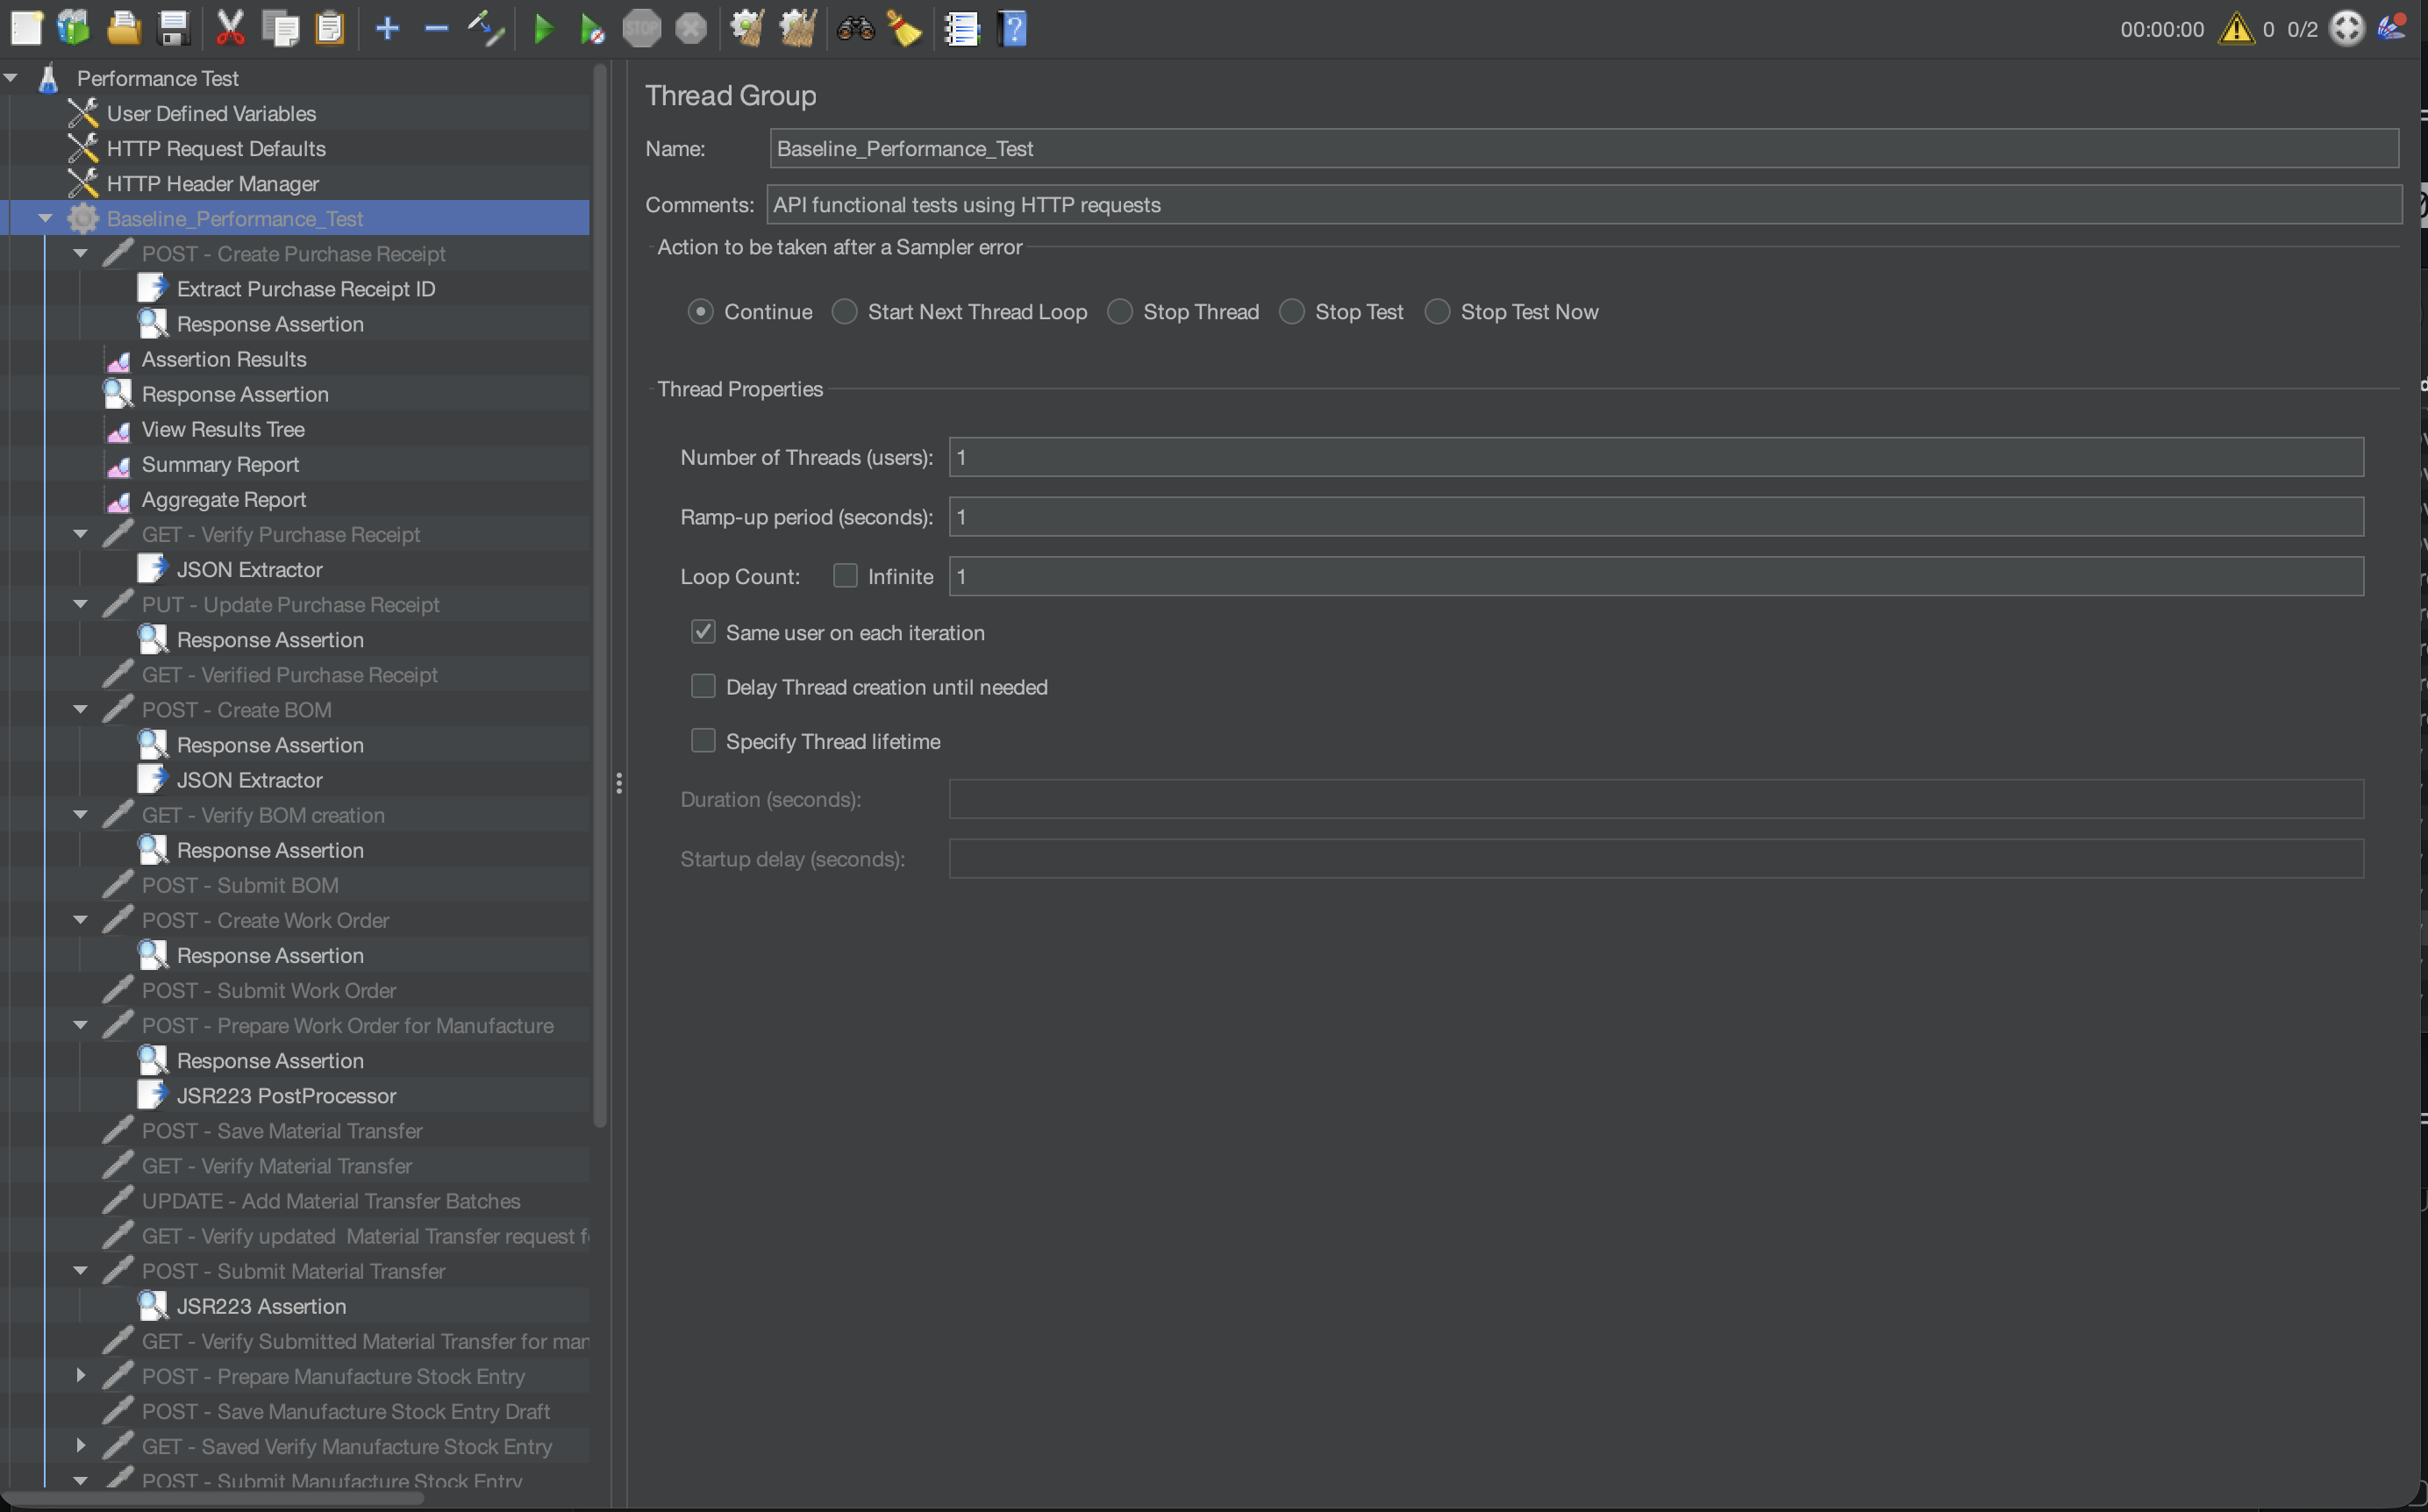 STOP
00:00:00
0
0/2
Performance Test
User Defined Variables
HTTP Request Defaults
HTTP Header Manager
Baseline_Performance_Test
POST - Create Purchase Receipt
Extract Purchase Receipt ID
Response Assertion
Assertion Results
Response Assertion
View Results Tree
Summary Report
Aggregate Report
GET - Verify Purchase Receipt
JSON Extractor
PUT - Update Purchase Receipt
Response Assertion
GET - Verified Purchase Receipt
POST - Create BOM
Response Assertion
JSON Extractor
GET - Verify BOM creation
Response Assertion
POST - Submit BOM
POST - Create Work Order
Response Assertion
POST - Submit Work Order
POST - Prepare Work Order for Manufacture
Response Assertion
JSR223 PostProcessor
POST - Save Material Transfer
GET - Verify Material Transfer
UPDATE - Add Material Transfer Batches
GET - Verify updated  Material Transfer request
POST - Submit Material Transfer
JSR223 Assertion
GET - Verify Submitted Material Transfer for
POST - Prepare Manufacture Stock Entry
POST - Save Manufacture Stock Entry Draft
GET - Saved Verify Manufacture Stock Entry
POST - Submit Manufacture Stock Entry
Thread Group
Name: Baseline_Performance_Test
Comments: API functional tests using HTTP requests
Action to be taken after a Sampler error
Continue Start Next Thread Loop Stop Thread Stop Test Stop Test Now
Thread Properties
Number of Threads (users): 1
Ramp-up period (seconds): 1
Loop Count: Infinite 1
Same user on each iteration
Delay Thread creation until needed
Specify Thread lifetime
Duration (seconds):
Startup delay (seconds):